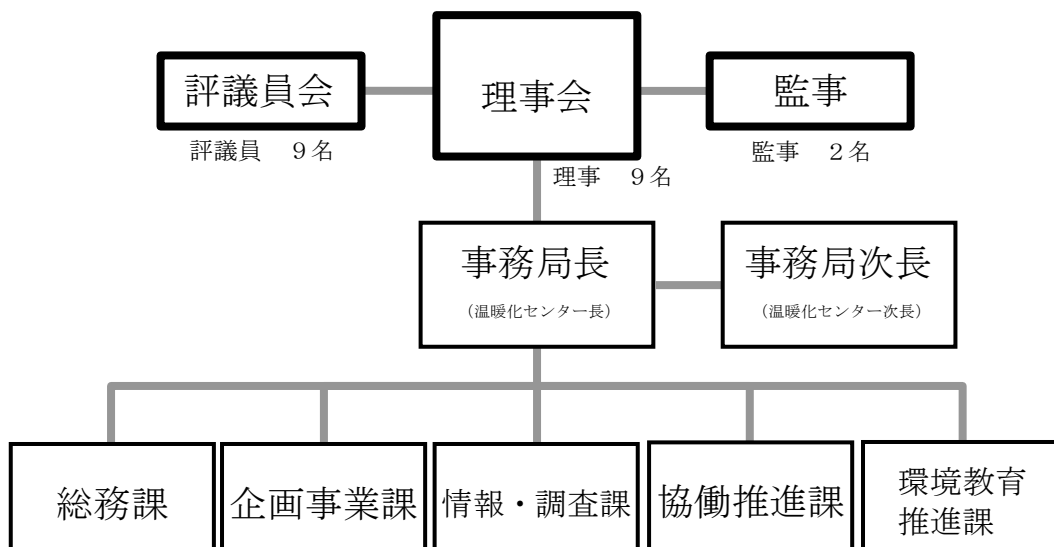 評議員会
理事会
監事
評議員　９名
監事　２名
理事　９名
事務局長
（温暖化センター長）
事務局次長
（温暖化センター次長）
総務課
企画事業課
情報・調査課
協働推進課
環境教育
推進課